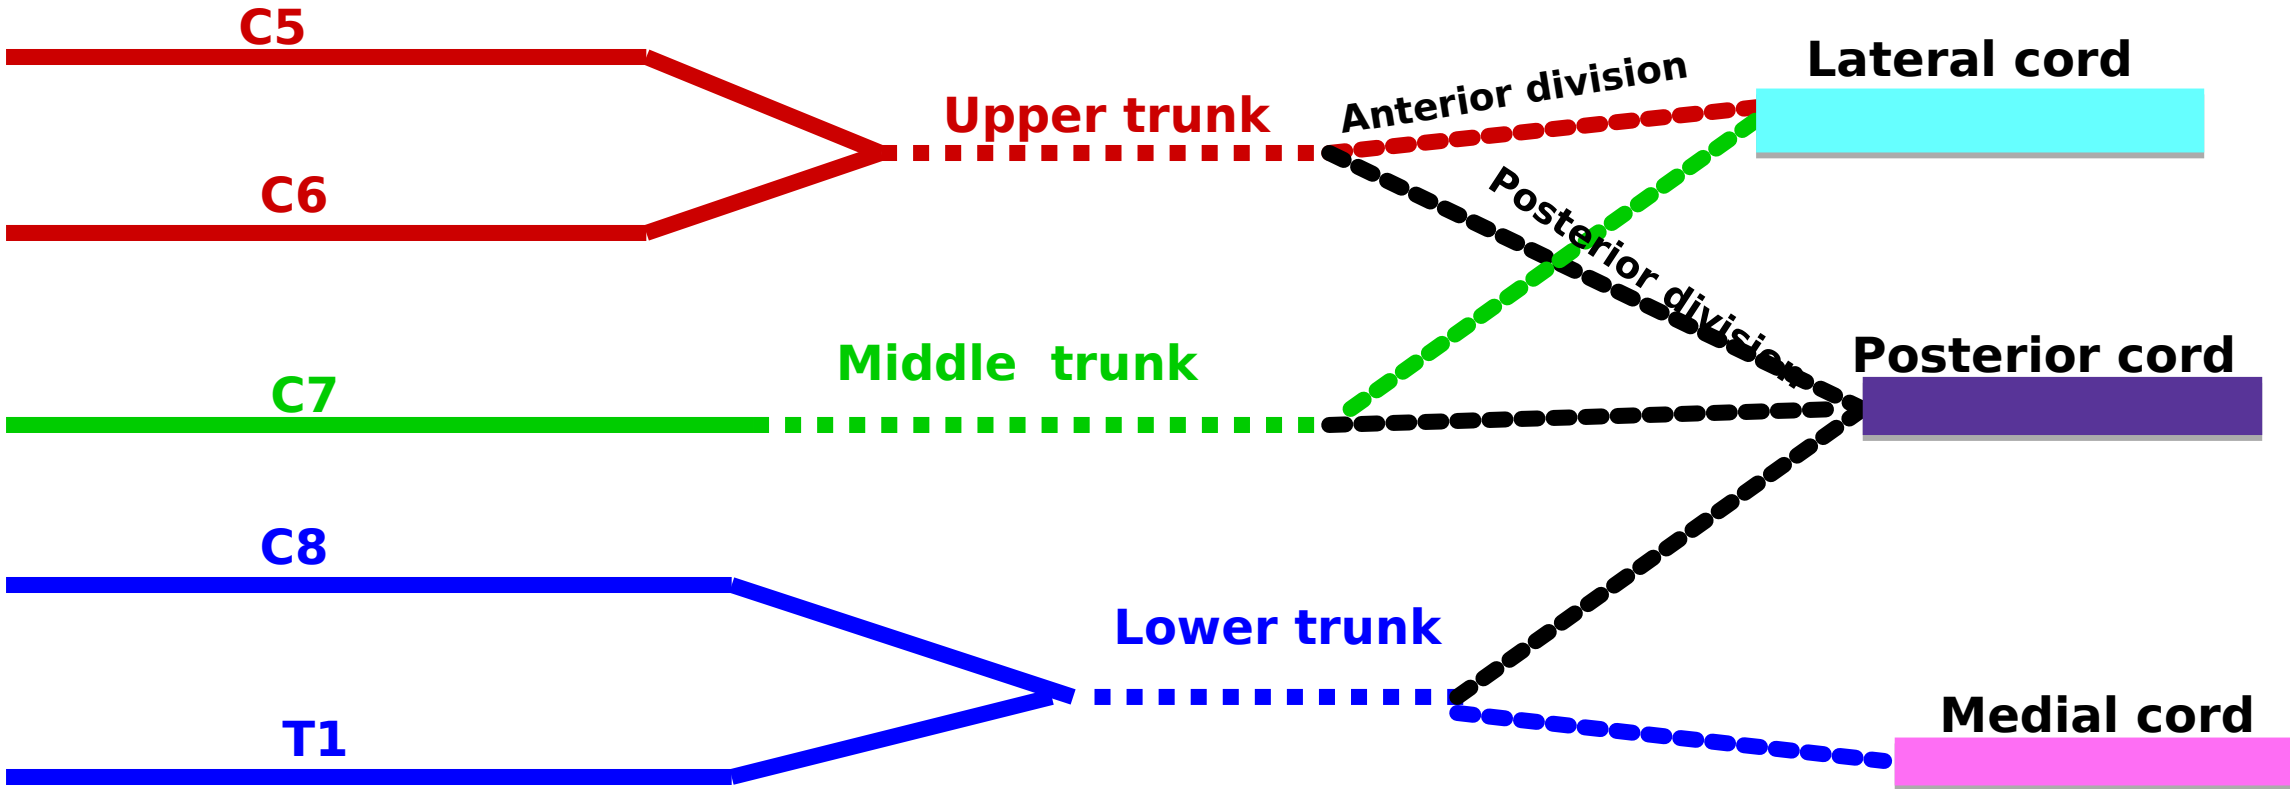 C5
C6
C7
C8
T1
Upper trunk
Middle  trunk
Lower trunk
Anterior division
Posterior division
Lateral cord
Posterior cord
Medial cord